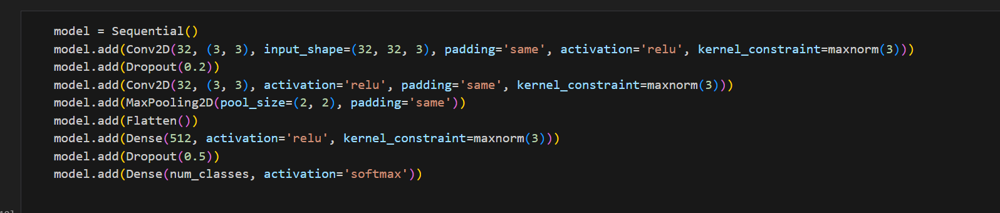 model = Sequential()
model.add(Conv2D(32, (3, 3), input_shape=(32, 32, 3), padding='same', activation='relu', kernel_constraint=maxnorm(3)))
model.add(Dropout(0.2))
model.add(Conv2D(32, (3, 3), activation='relu', padding='same', kernel_constraint=maxnorm(3)))
model.add(MaxPooling2D(pool_size=(2, 2), padding='same'))
model.add(Flatten())
model.add(Dense(512, activation='relu', kernel_constraint=maxnorm(3)))
model.add(Dropout(0.5))
model.add(Dense(num_classes, activation='softmax'))